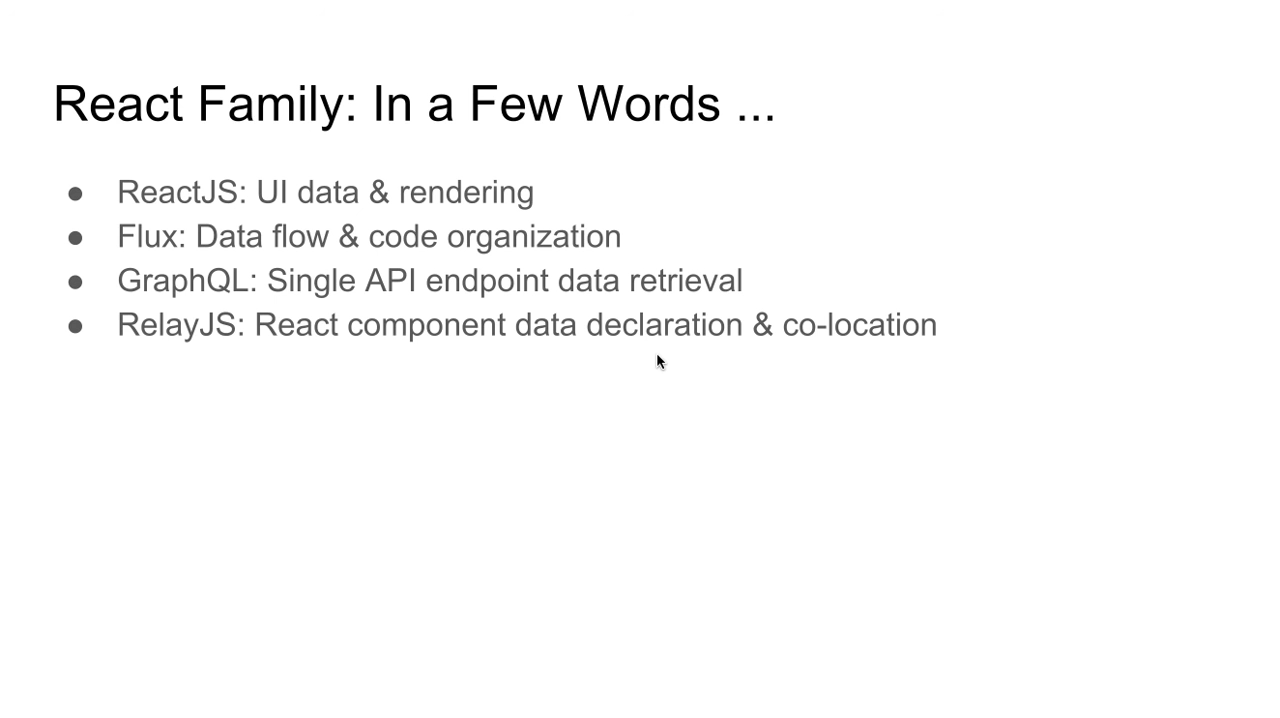 React Family: In a Few Words ...
● ReactJS: UI data & rendering
● Flux: Data flow & code organization
● GraphQL: Single API endpoint data retrieval
● RelayJS: React component data declaration & co-location